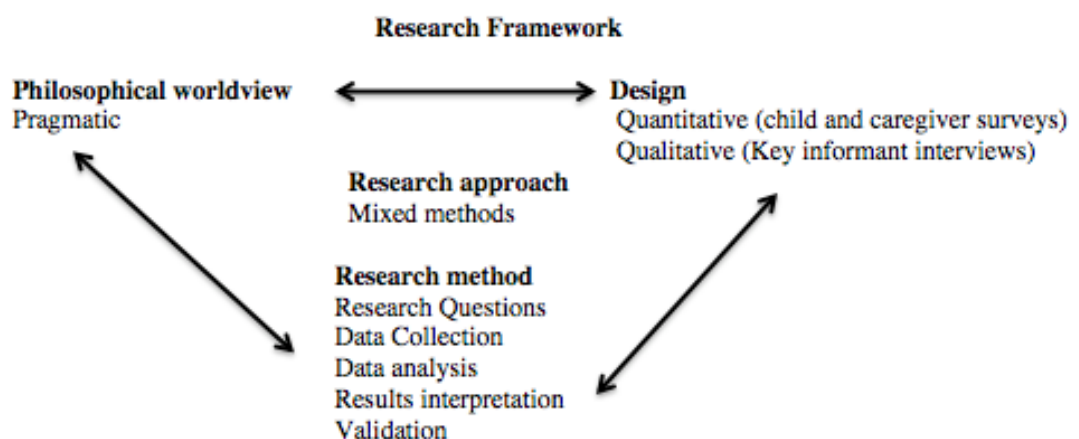 Research Framework
Philosophical worldview
Pragmatic
Design
Quantitative (child and caregiver surveys)
Qualitative (Key informant interviews)
Research approach
Mixed methods
Research method
Research Questions
Data Collection
Data analysis
Results interpretation
Validation